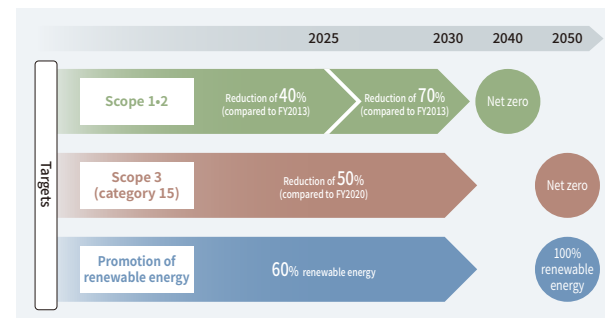 2025 2030 2040 2050
Targets
Scope 1•2
Reduction of 40%
(compared to FY2013)
Reduction of 70%
(compared to FY2013)
Net zero
Scope 3
(category 15)
Reduction of 50%
(compared to FY2020)
Net zero
Promotion of
renewable energy
60% renewable energy
100%
renewable
energy